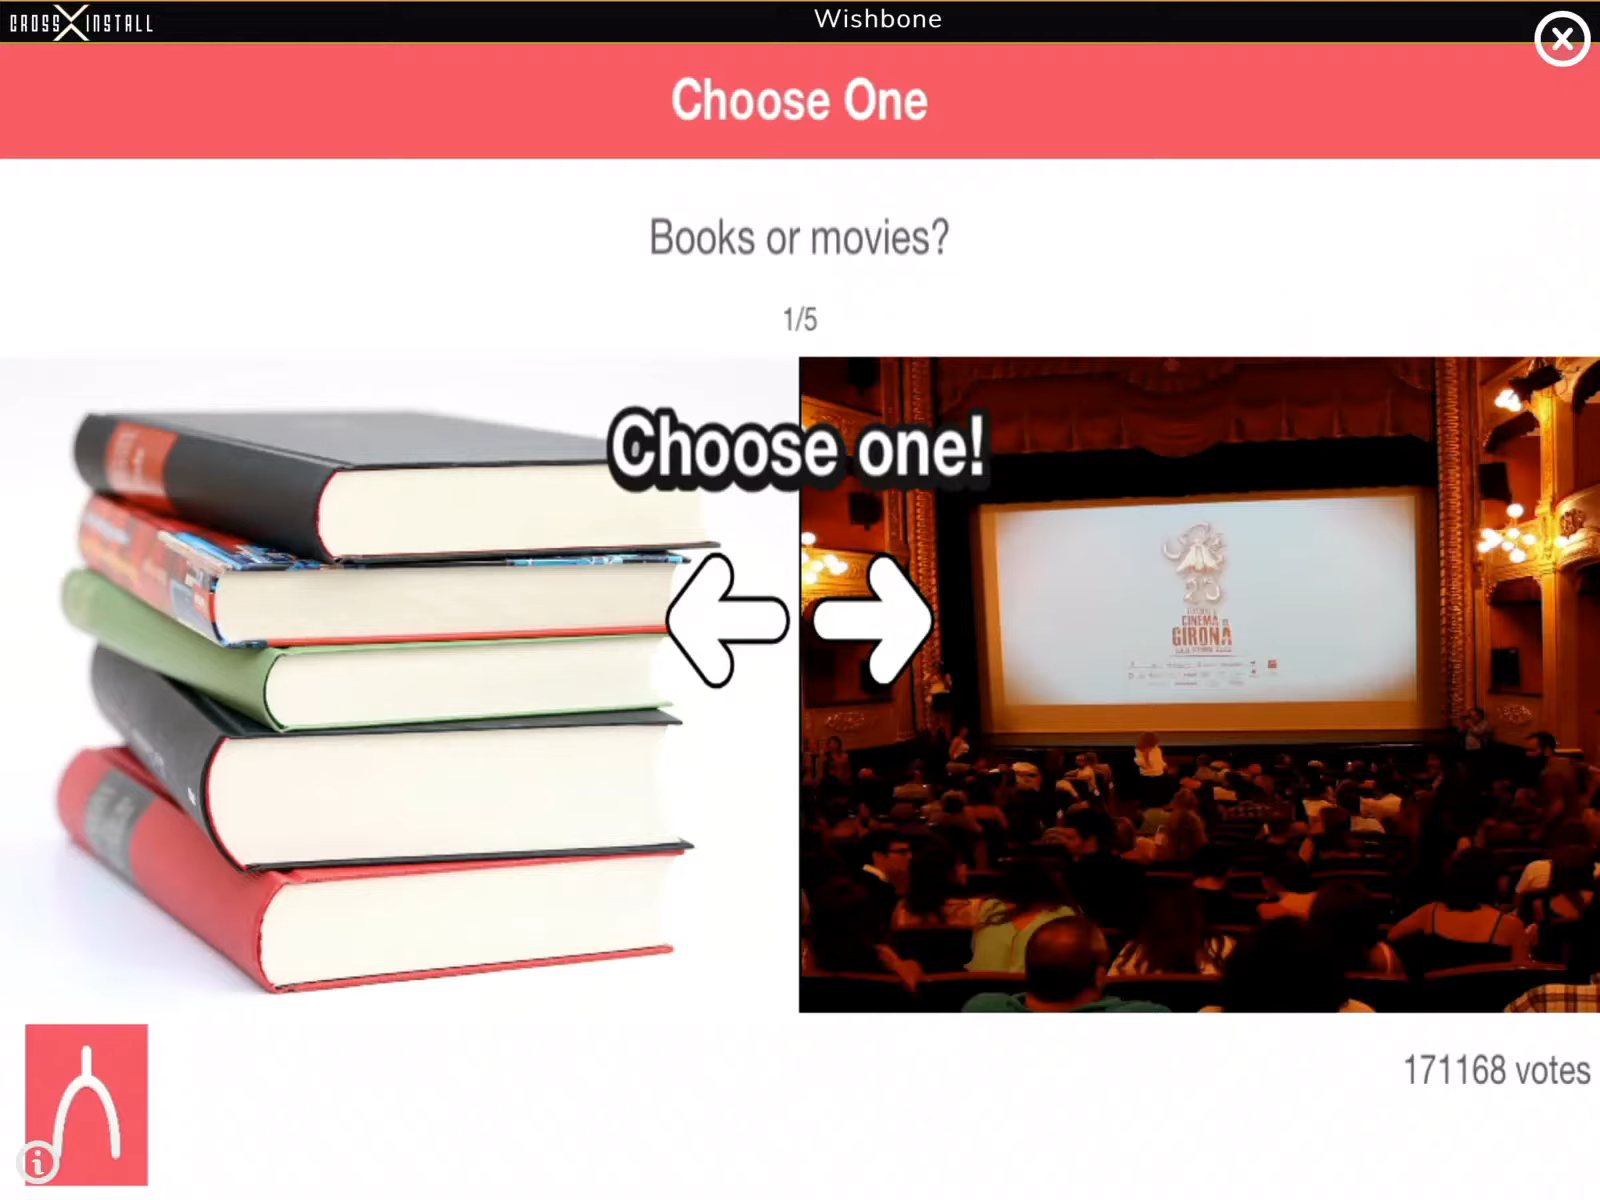 CROSSXINSTALL
Wishbone
Choose One
Books or movies?
1/5
Choose one!
CINEMA
GIRONA
171168 votes